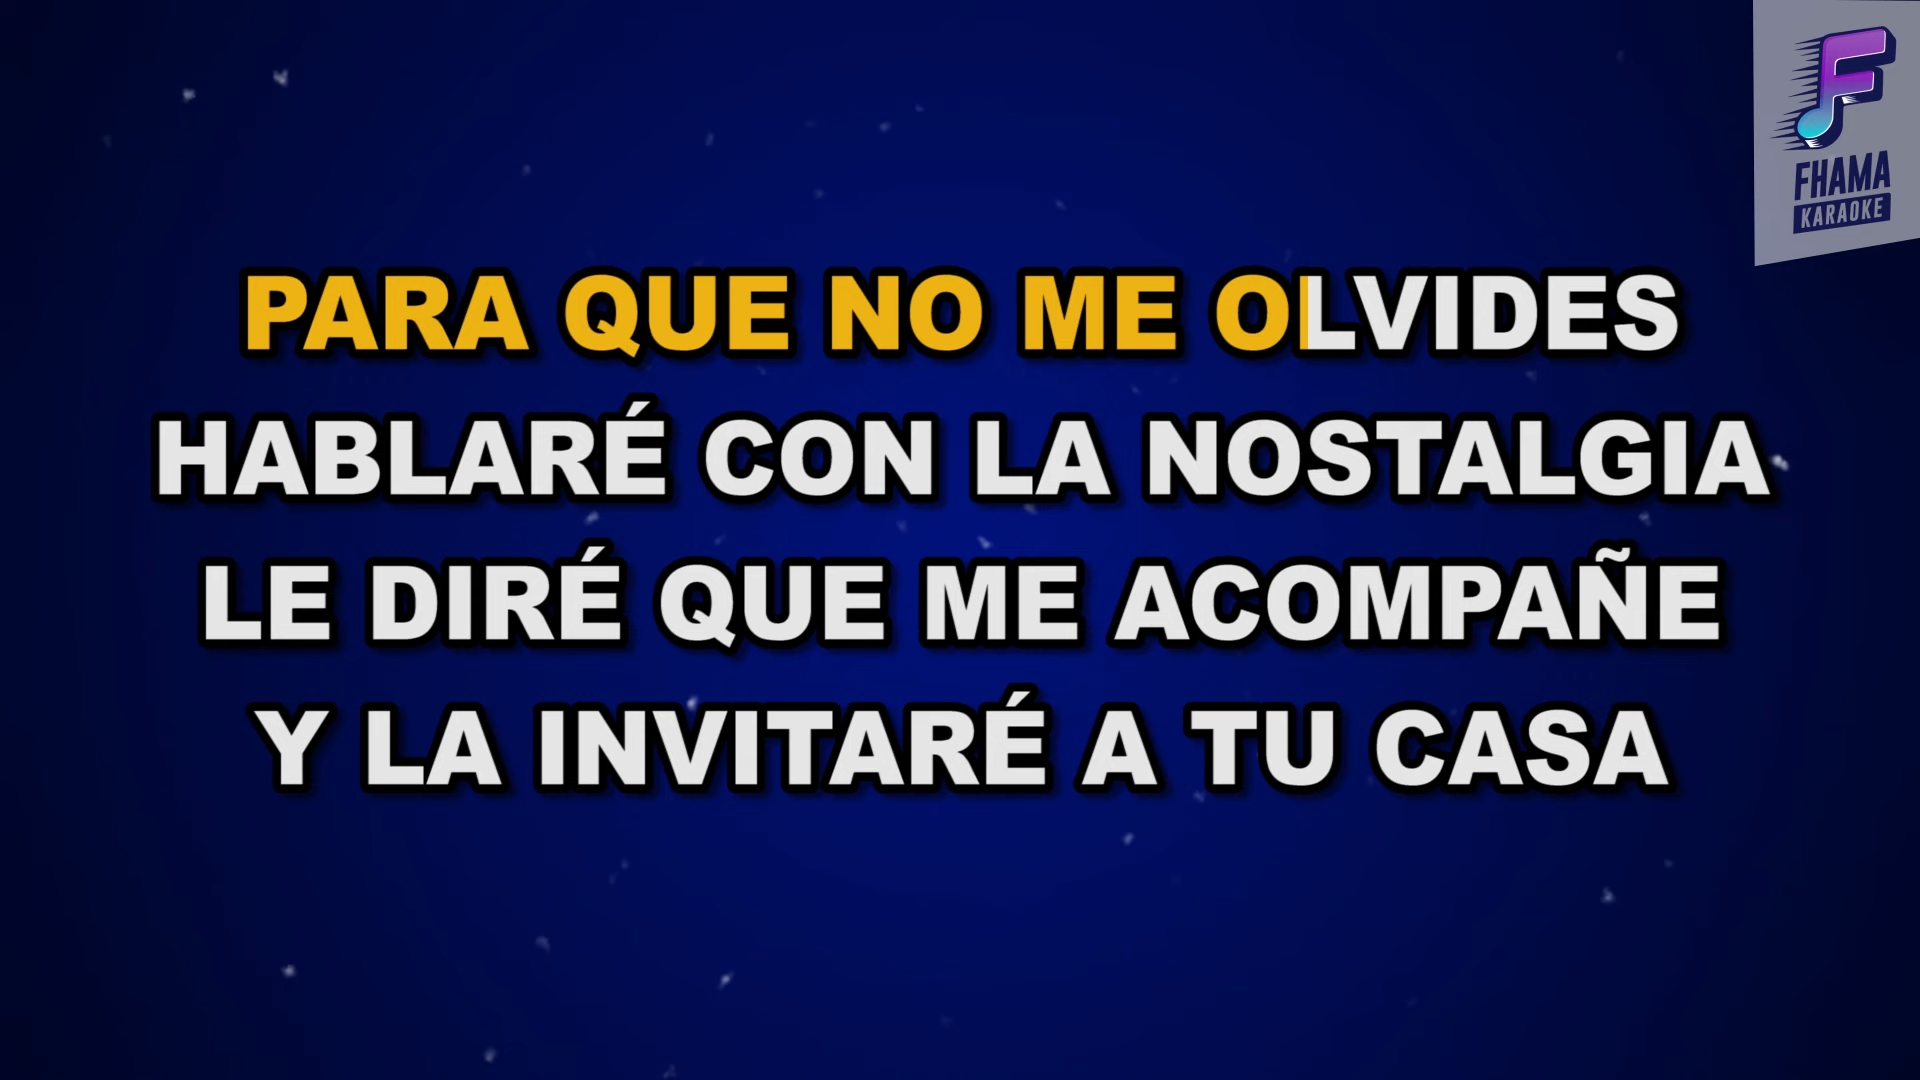 FHAMA
KARAOKE
PARA QUE NO ME OLVIDES
HABLARÉ CON LA NOSTALGIA
LE DIRÉ QUE ME ACOMPAÑE
Y LA INVITARÉ A TU CASA